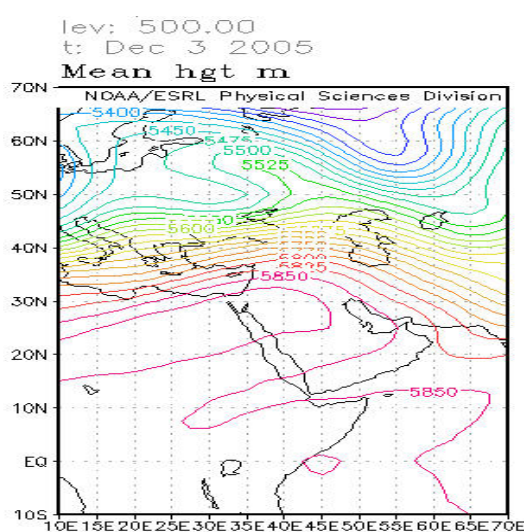 lev: 500.00
t: Dec 3 2005
Mean hgt m
70N
NOAA/ESRL Physical Sciences Division
5400
5450
5475
60N
5500
5525
50N
5600
40N
5850
30N
20N
5850
10N
EQ
10S
10E 15E 20E 25E 30E 35E 40E 45E 50E 55E 60E 65E 70E